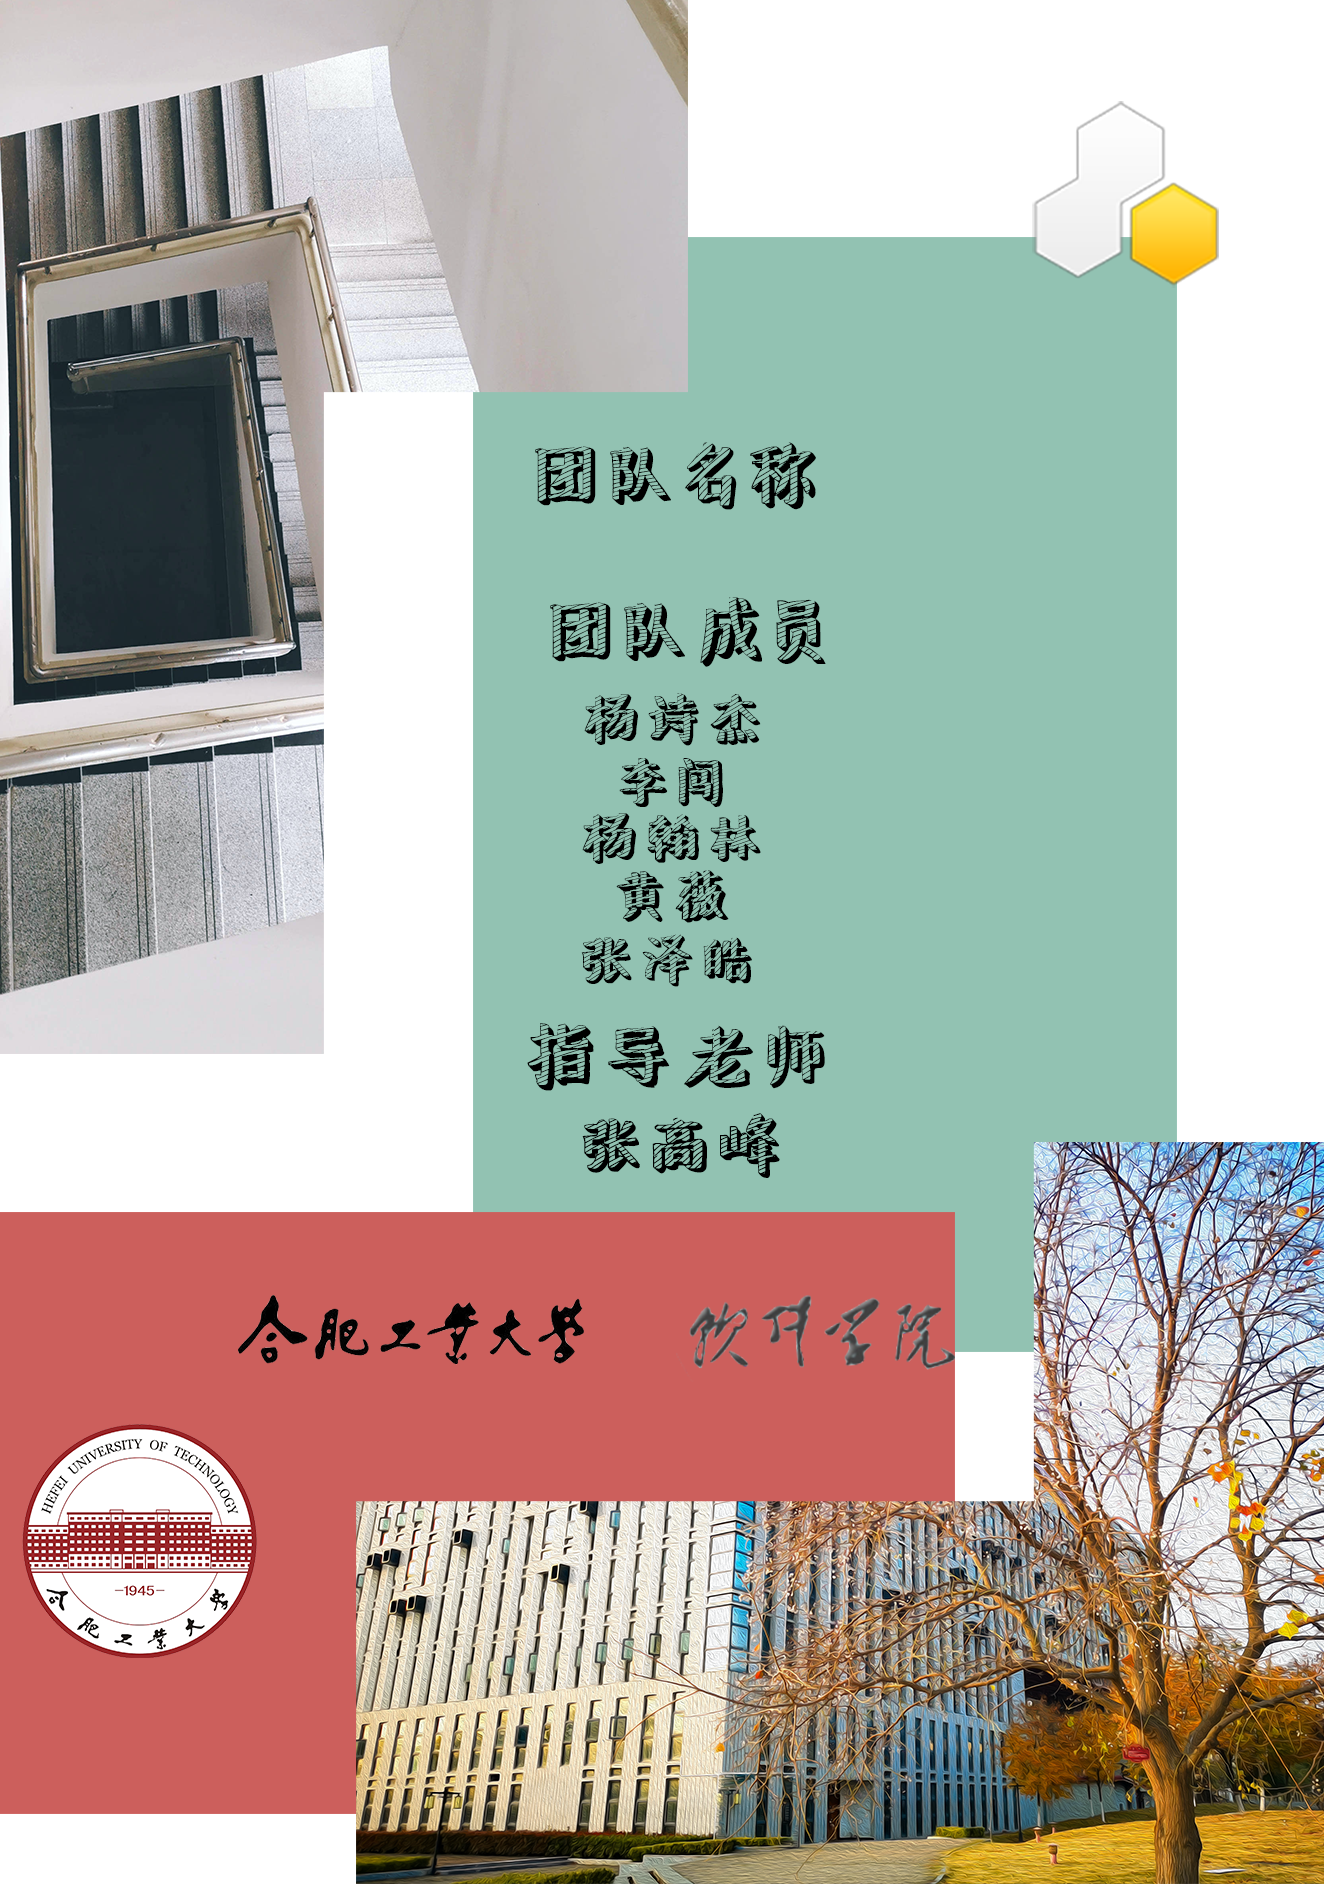 团队名称
团队成员
杨诗杰
李闯
杨翰林
黄薇
张泽皓
指导老师
张高峰
合肥工业大学 软件学院
HEFEI UNIVERSITY OF TECHNOLOGY
-1945-
合肥工业大学